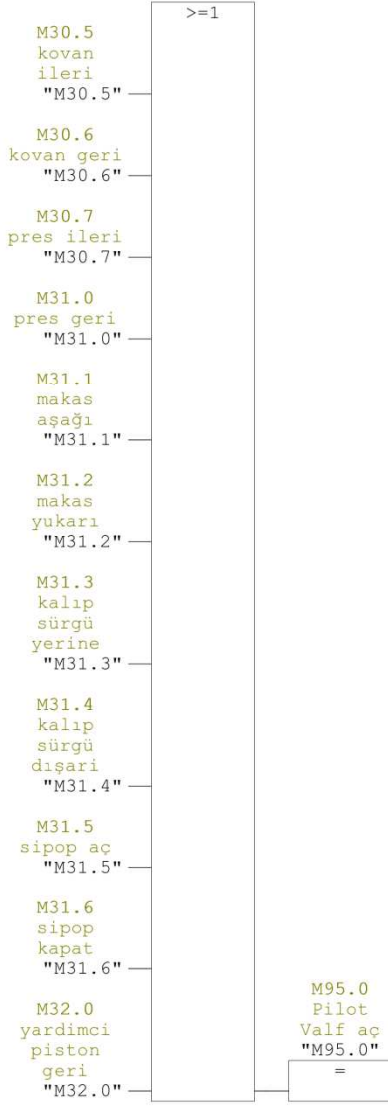 >=1
M30.5
kovan
ileri
"M30.5"
M30.6
kovan geri
"M30.6"
M30.7
pres ileri
"M30.7"
M31.0
pres geri
"M31.0"
M31.1
makas
aşağı
"M31.1"
M31.2
makas
yukarı
"M31.2"
M31.3
kalıp
sürgü
yerine
"M31.3"
M31.4
kalıp
sürgü
dışari
"M31.4"
M31.5
sipop aç
"M31.5"
M31.6
sipop
kapat
"M31.6"
M32.0
yardimci
piston
geri
"M32.0"
M95.0
Pilot
Valf aç
"M95.0"
=